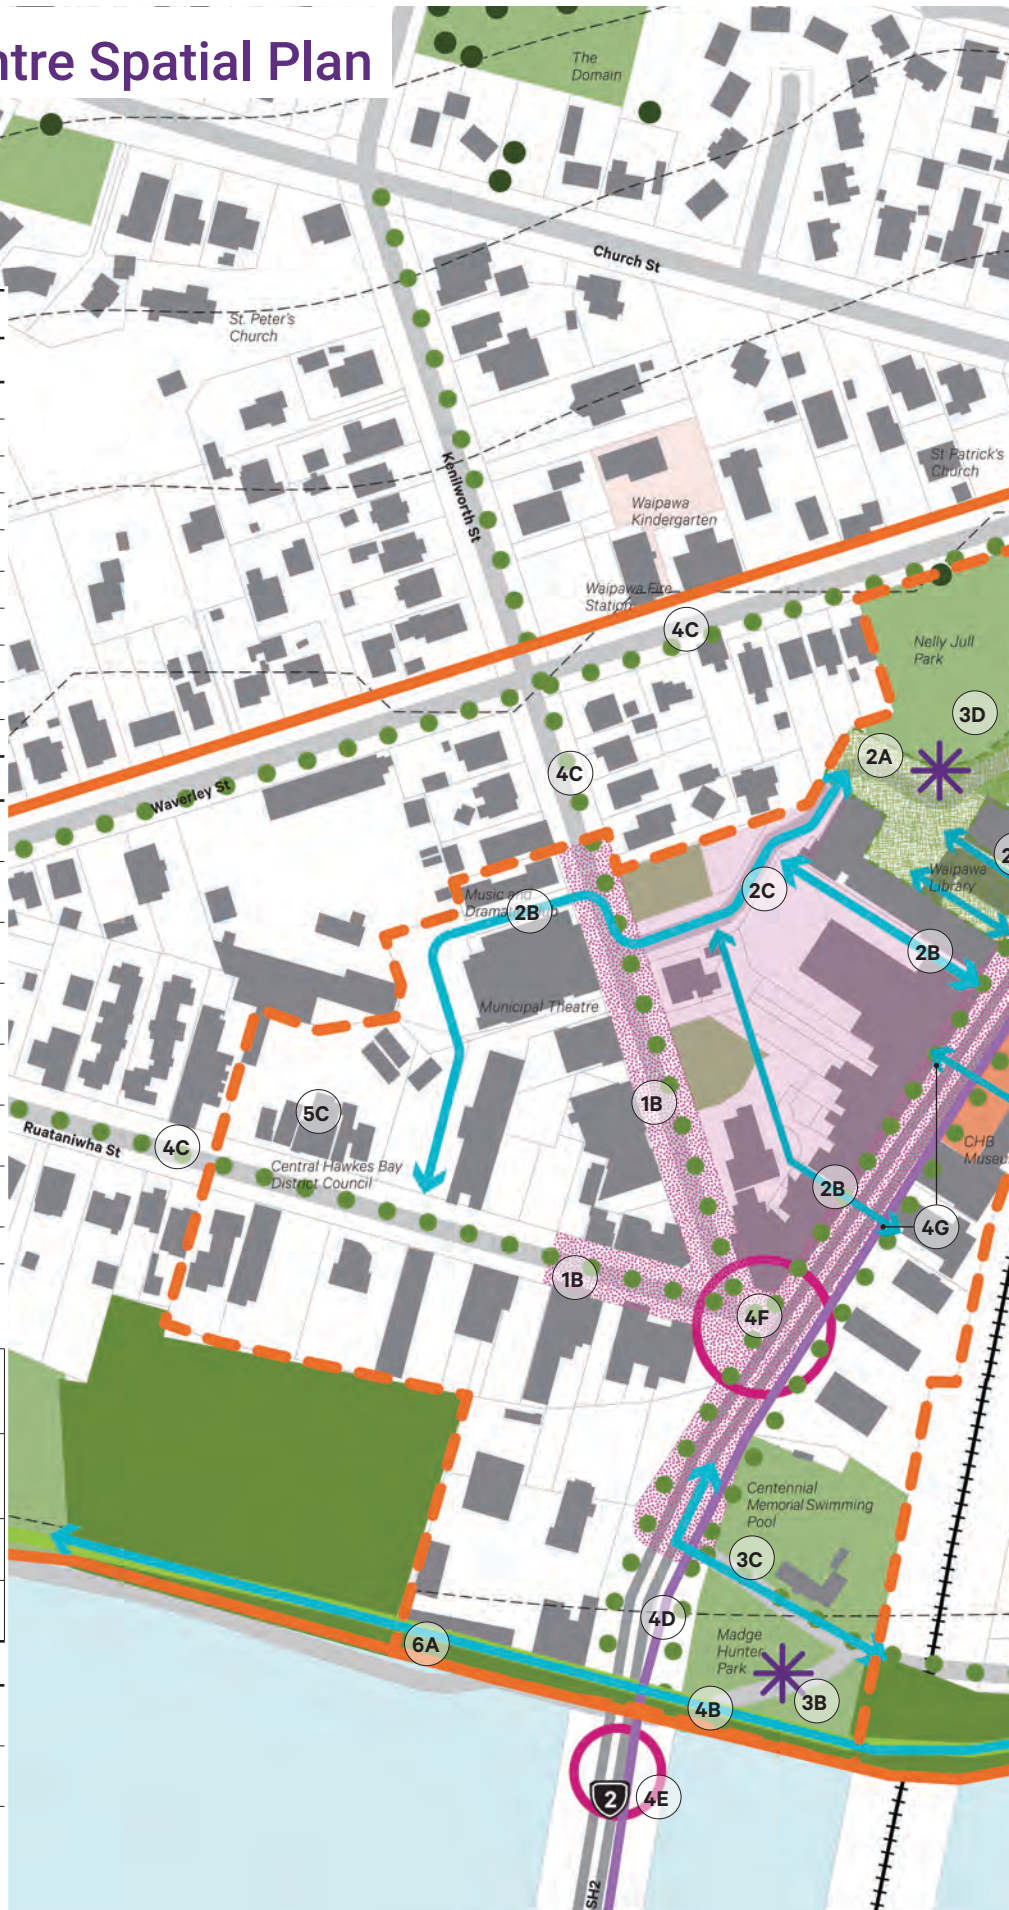 ntre Spatial Plan
The
Domain
Church St
St. Peter's
Church
St Patrick's
Church
Kenilworth St
Waipawa
Kindergarten
Waipawa Fire
Station
4C
Nelly Jull
Park
3D
2A
4C
Waverley St
Waipawa
Library
2
2C
Music and
2B
2B
Municipal Theatre
1B
5C
CHB
Museu
Ruataniwha St
4C
Central Hawkes Bay
District Council
2B
4G
1B
4F
Centennial
Memorial Swimming
Pool
3C
4D
6A
Madge
Hunter
Park
3B
4B
2
4E
SH2